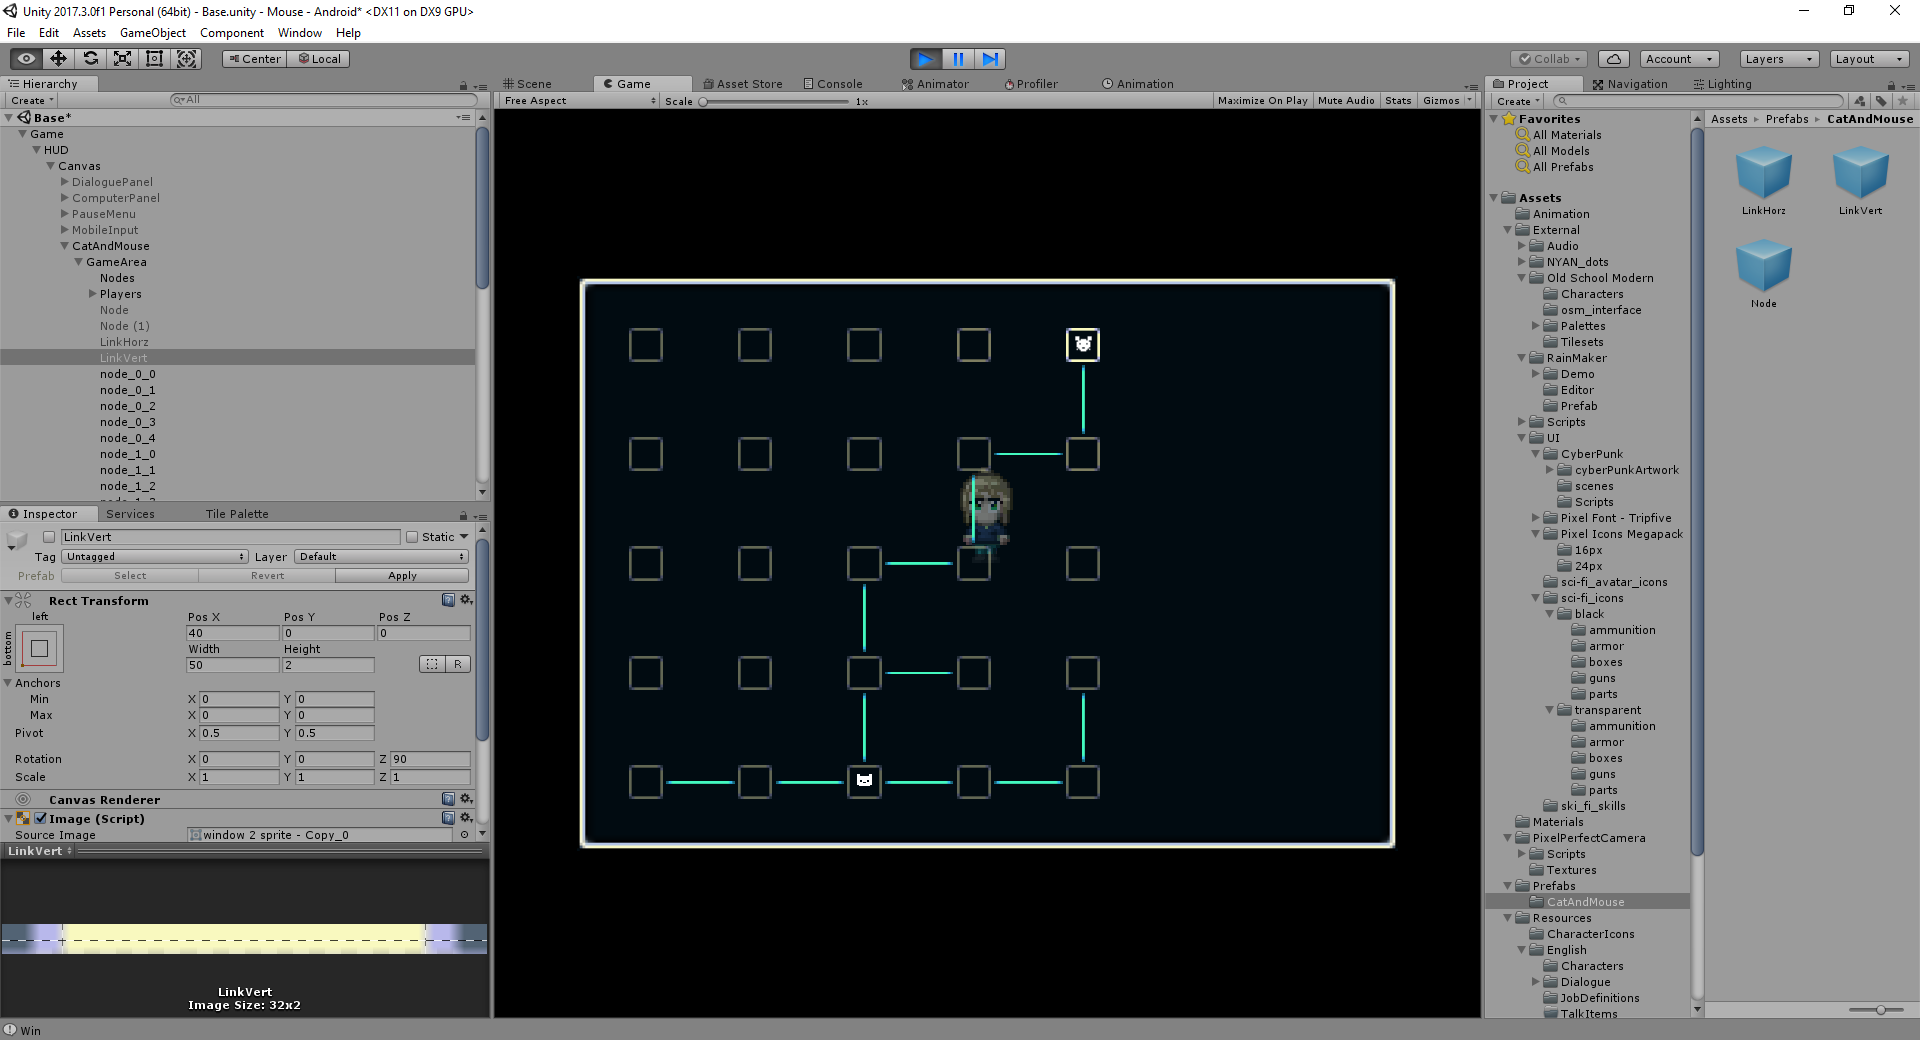 Unity 2017.3.0f1 Personal (64bit) - Base.unity - Mouse - Android* <DX11 on DX9 GPU>
File Edit Assets GameObject Component Window Help
Center Local Collab Account Layers Layout
Hierarchy
Create All
Base*
Game
HUD
Canvas
DialoguePanel
ComputerPanel
PauseMenu
MobileInput
CatAndMouse
GameArea
Nodes
Players
Node
Node (1)
LinkHorz
LinkVert
node_0_0
node_0_1
node_0_2
node_0_3
node_0_4
node_1_0
node_1_1
node_1_2
Inspector Services Tile Palette
LinkVert Static
Tag Untagged Layer Default
Prefab Select Revert Apply
Rect Transform
left
bottom
Pos X Pos Y Pos Z
40 0 0
Width Height
50 2 R
Anchors
Min X 0 Y 0
Max X 0 Y 0
Pivot X 0.5 Y 0.5
Rotation X 0 Y 0 Z 90
Scale X 1 Y 1 Z 1
Canvas Renderer
Image (Script)
Source Image window 2 sprite - Copy_0
LinkVert
LinkVert
Image Size: 32x2
Win
Scene Game Asset Store Console Animator Profiler Animation
Free Aspect Scale 1x Maximize On Play Mute Audio Stats Gizmos
Project Navigation Lighting
Create
Favorites
All Materials
All Models
All Prefabs
Assets
Animation
External
Audio
NYAN_dots
Old School Modern
Characters
osm_interface
Palettes
Tilesets
RainMaker
Demo
Editor
Prefab
Scripts
UI
CyberPunk
cyberPunkArtwork
scenes
Scripts
Pixel Font - Tripfive
Pixel Icons Megapack
16px
24px
sci-fi_avatar_icons
sci-fi_icons
black
ammunition
armor
boxes
guns
parts
transparent
ammunition
armor
boxes
guns
parts
ski_fi_skills
Materials
PixelPerfectCamera
Scripts
Textures
Prefabs
CatAndMouse
Resources
CharacterIcons
English
Characters
Dialogue
JobDefinitions
TalkItems
Assets Prefabs CatAndMouse
LinkHorz LinkVert
Node